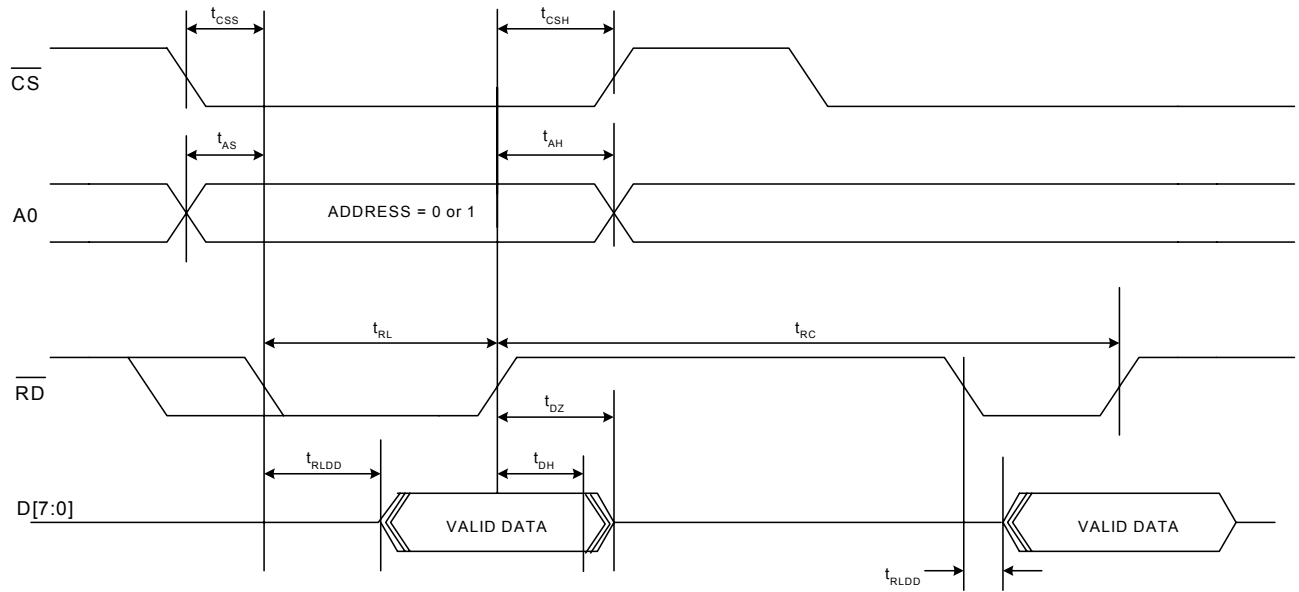 tCSS
tCSH
CS
tAS
tAH
A0
ADDRESS = 0 or 1
tRL
tRC
RD
tDZ
tRLDD
tDH
D[7:0]
VALID DATA
VALID DATA
tRLDD